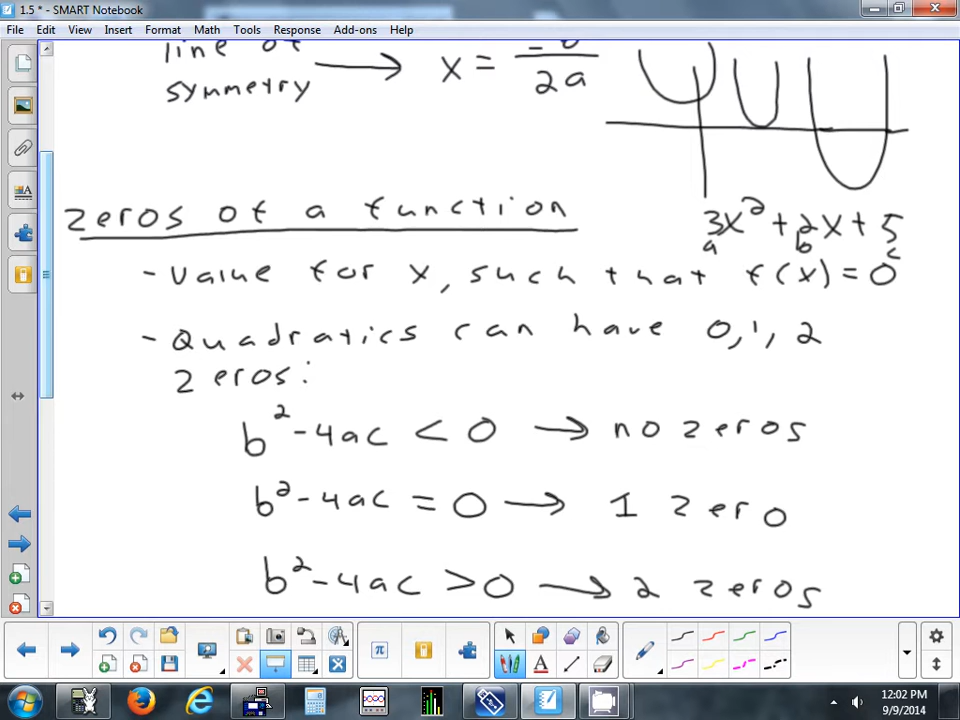 1.5 * - SMART Notebook
File Edit View Insert Format Math Tools Response Add-ons Help
line of
symmetry → x = -b/2a
zeros of a function
3x² + 2x + 5
a b c
- value for x, such that f(x) = 0
- Quadratics can have 0, 1, 2
zeros:
b² - 4ac < 0 → no zeros
b² - 4ac = 0 → 1 zero
b² - 4ac > 0 → 2 zeros
12:02 PM
9/9/2014